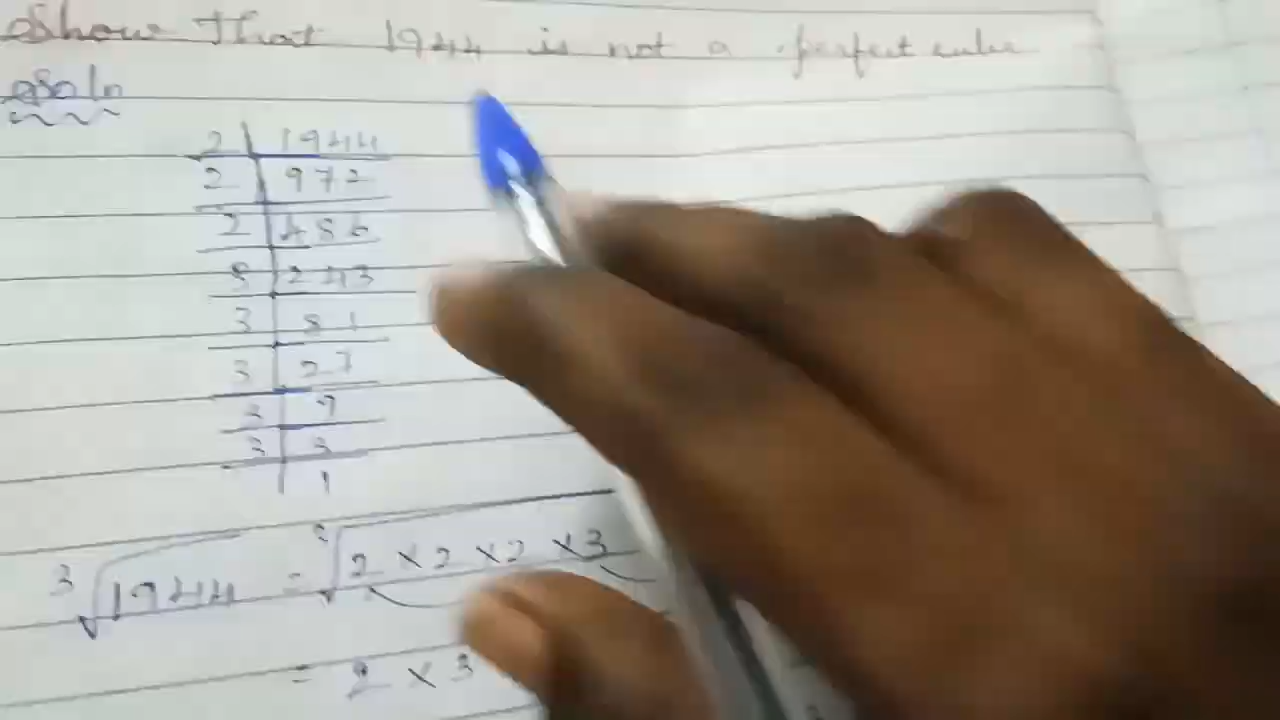 Show That 1944 is not a perfect cube
Soln
2 | 1944
2 | 972
2 | 486
3 | 243
3 | 81
3 | 27
3 | 9
3 | 3
1
3√1944 = 3√2 × 2 × 2 × 3
= 2 × 3